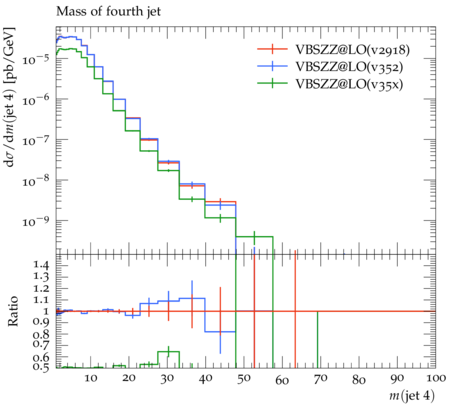 Mass of fourth jet
dσ/dm(jet 4) [pb/GeV]
10⁻⁵
10⁻⁶
10⁻⁷
10⁻⁸
10⁻⁹
VBSZZ@LO(v2918)
VBSZZ@LO(v352)
VBSZZ@LO(v35x)
Ratio
1.4
1.3
1.2
1.1
1
0.9
0.8
0.7
0.6
0.5
10 20 30 40 50 60 70 80 90 100
m(jet 4)